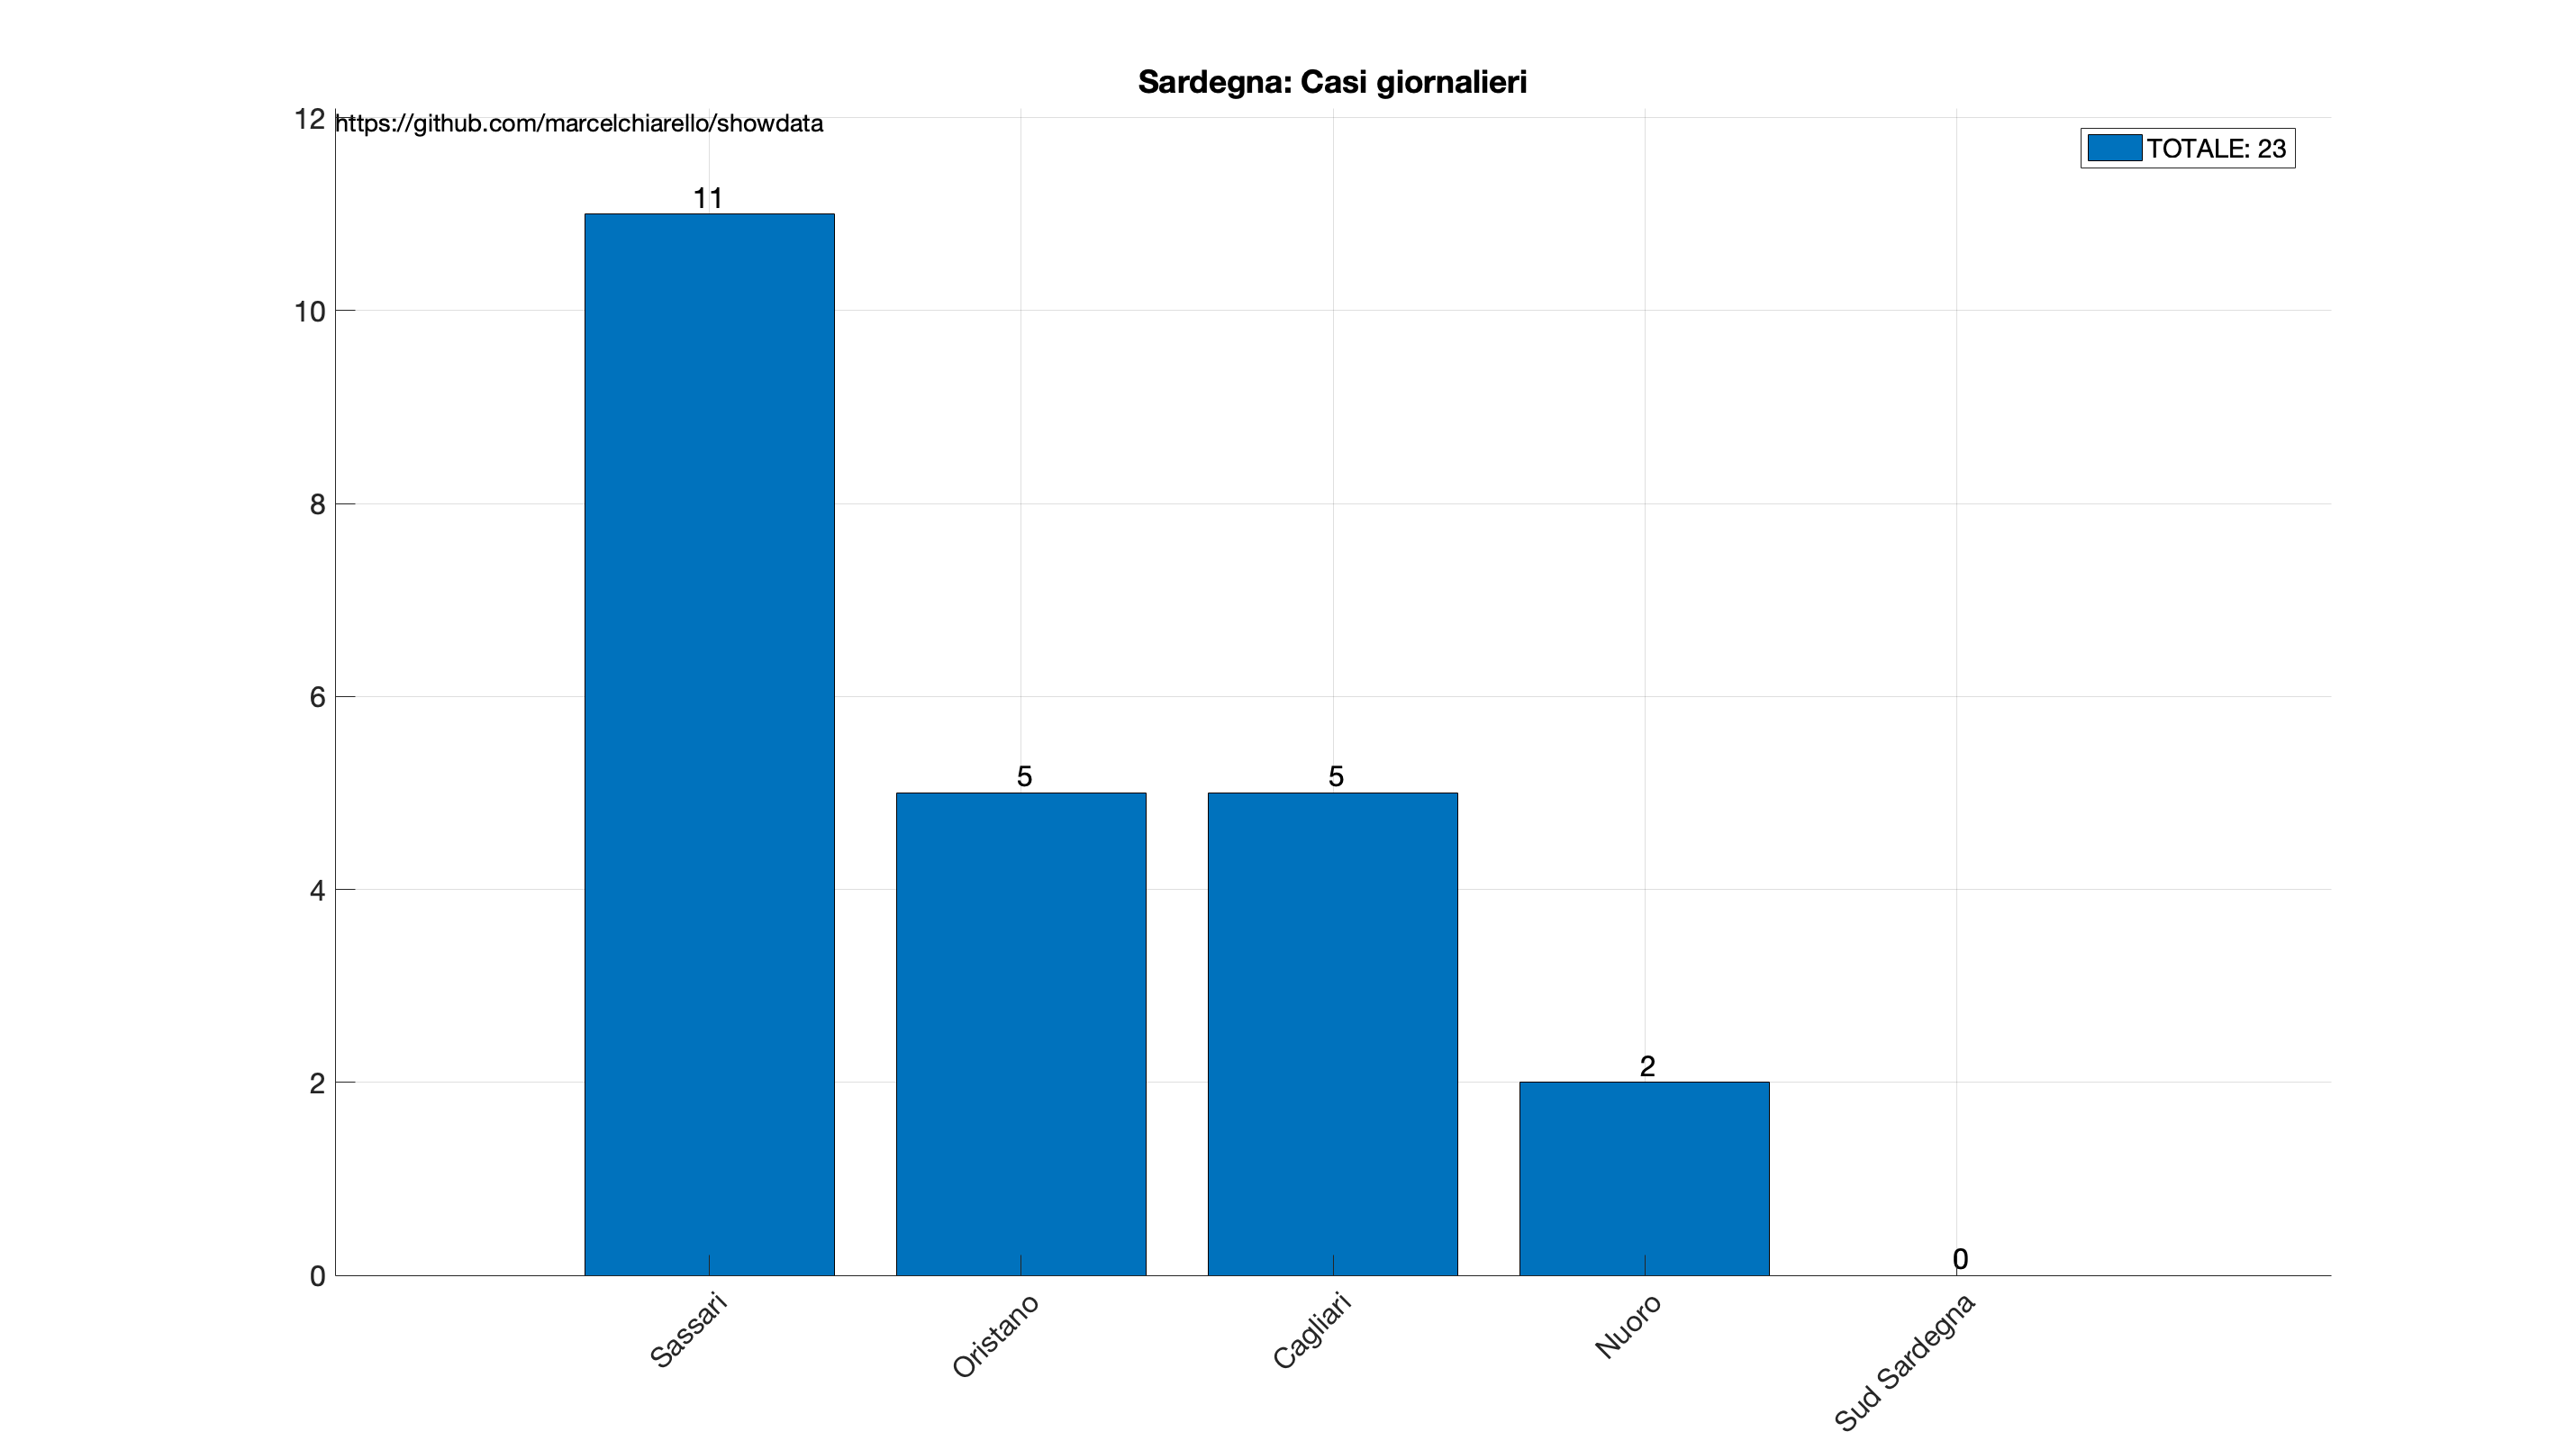 Sardegna: Casi giornalieri
https://github.com/marcelchiarello/showdata
TOTALE: 23
12
10
8
6
4
2
0
11
5
5
2
0
Sassari
Oristano
Cagliari
Nuoro
Sud Sardegna